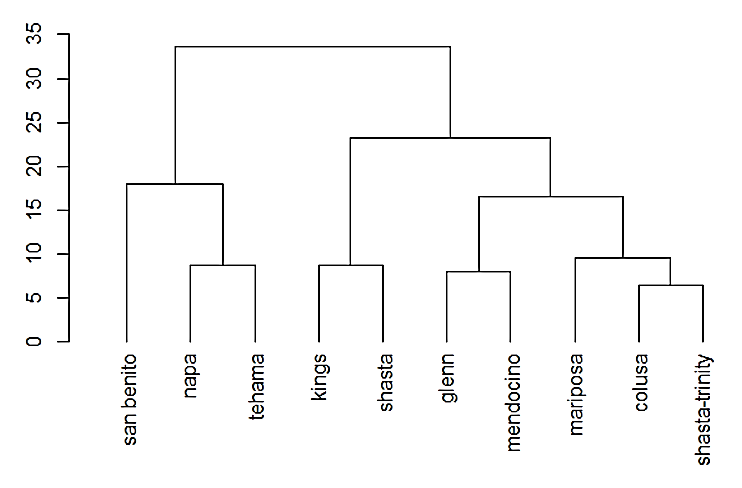 35
30
25
20
15
10
5
0
san benito
napa
tehama
kings
shasta
glenn
mendocino
mariposa
colusa
shasta-trinity